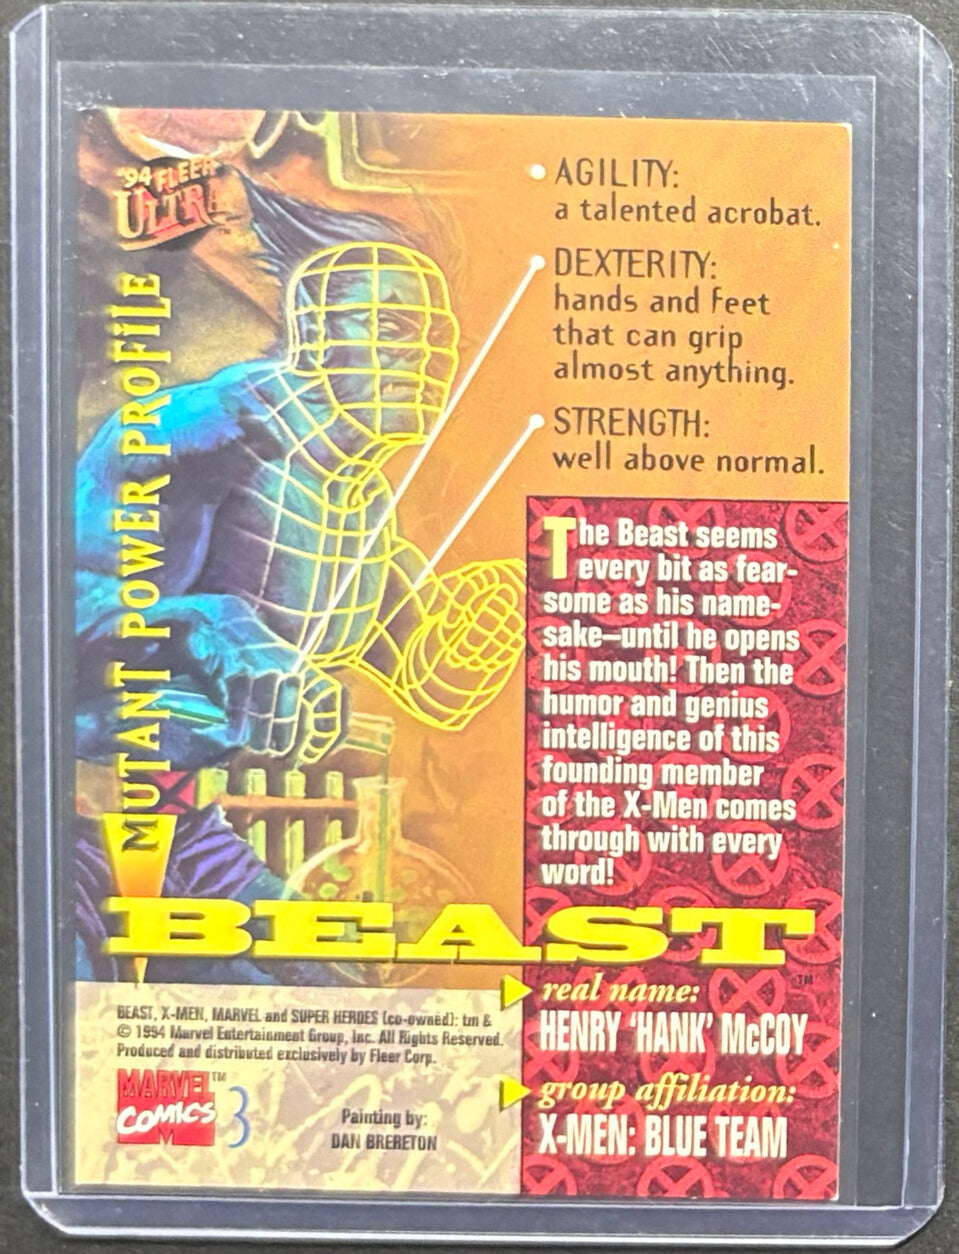 '94 FLEER
ULTRA™
MUTANT POWER PROFiLE
AGILITY:
a talented acrobat.
DEXTERITY:
hands and feet
that can grip
almost anything.
STRENGTH:
well above normal.
The Beast seems
every bit as fear-
some as his name-
sake—until he opens
his mouth! Then the
humor and genius
intelligence of this
founding member
of the X-Men comes
through with every
word!
BEAST™
real name:
HENRY 'HANK' McCOY
group affiliation:
X-MEN: BLUE TEAM
BEAST, X-MEN, MARVEL and SUPER HEROES (co-owned): tm &
© 1994 Marvel Entertainment Group, Inc. All Rights Reserved.
Produced and distributed exclusively by Fleer Corp.
MARVEL™
COMICS
M
3
Painting by:
DAN BRERETON